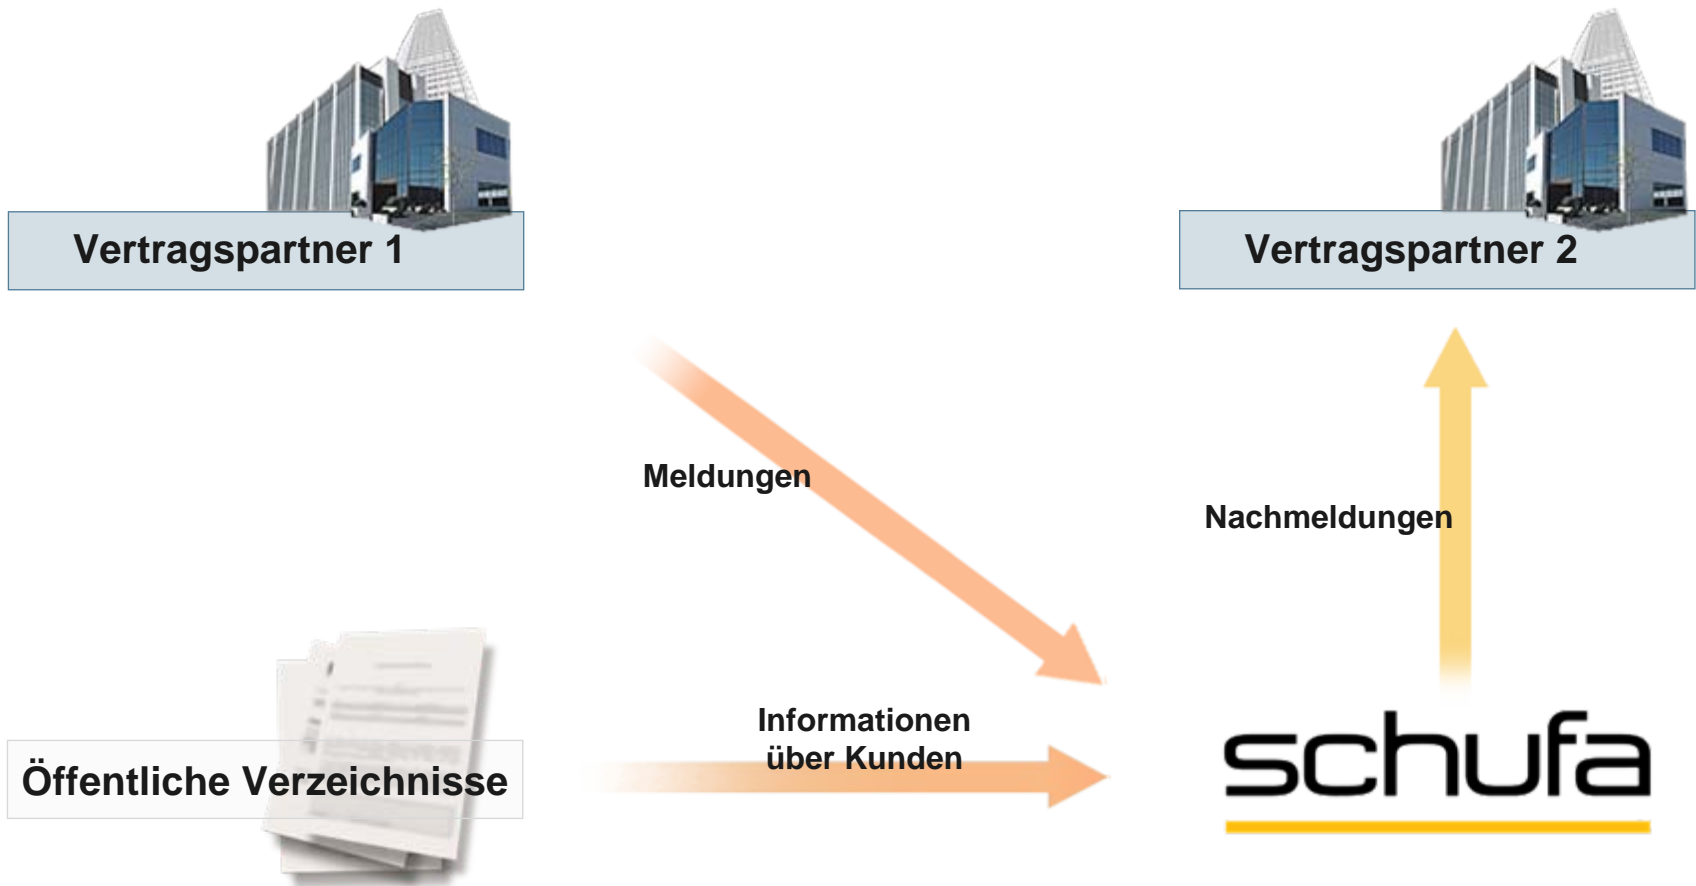 Vertragspartner 1
Vertragspartner 2
Meldungen
Nachmeldungen
Informationen
über Kunden
Öffentliche Verzeichnisse
schufa